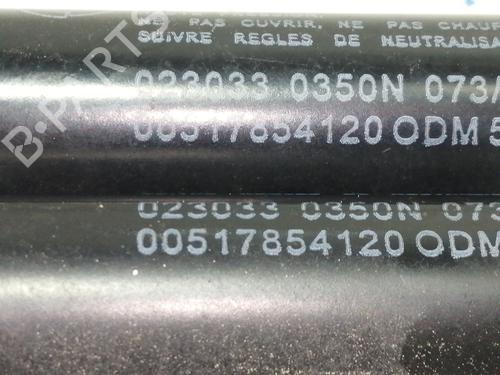 NE PAS OUVRIR, NE PAS CHAUF
SUIVRE REGLES DE NEUTRALISA
023033 0350N 073/
00517854120 ODM 5
023033 0350N 073
00517854120 ODM
B-PARTS